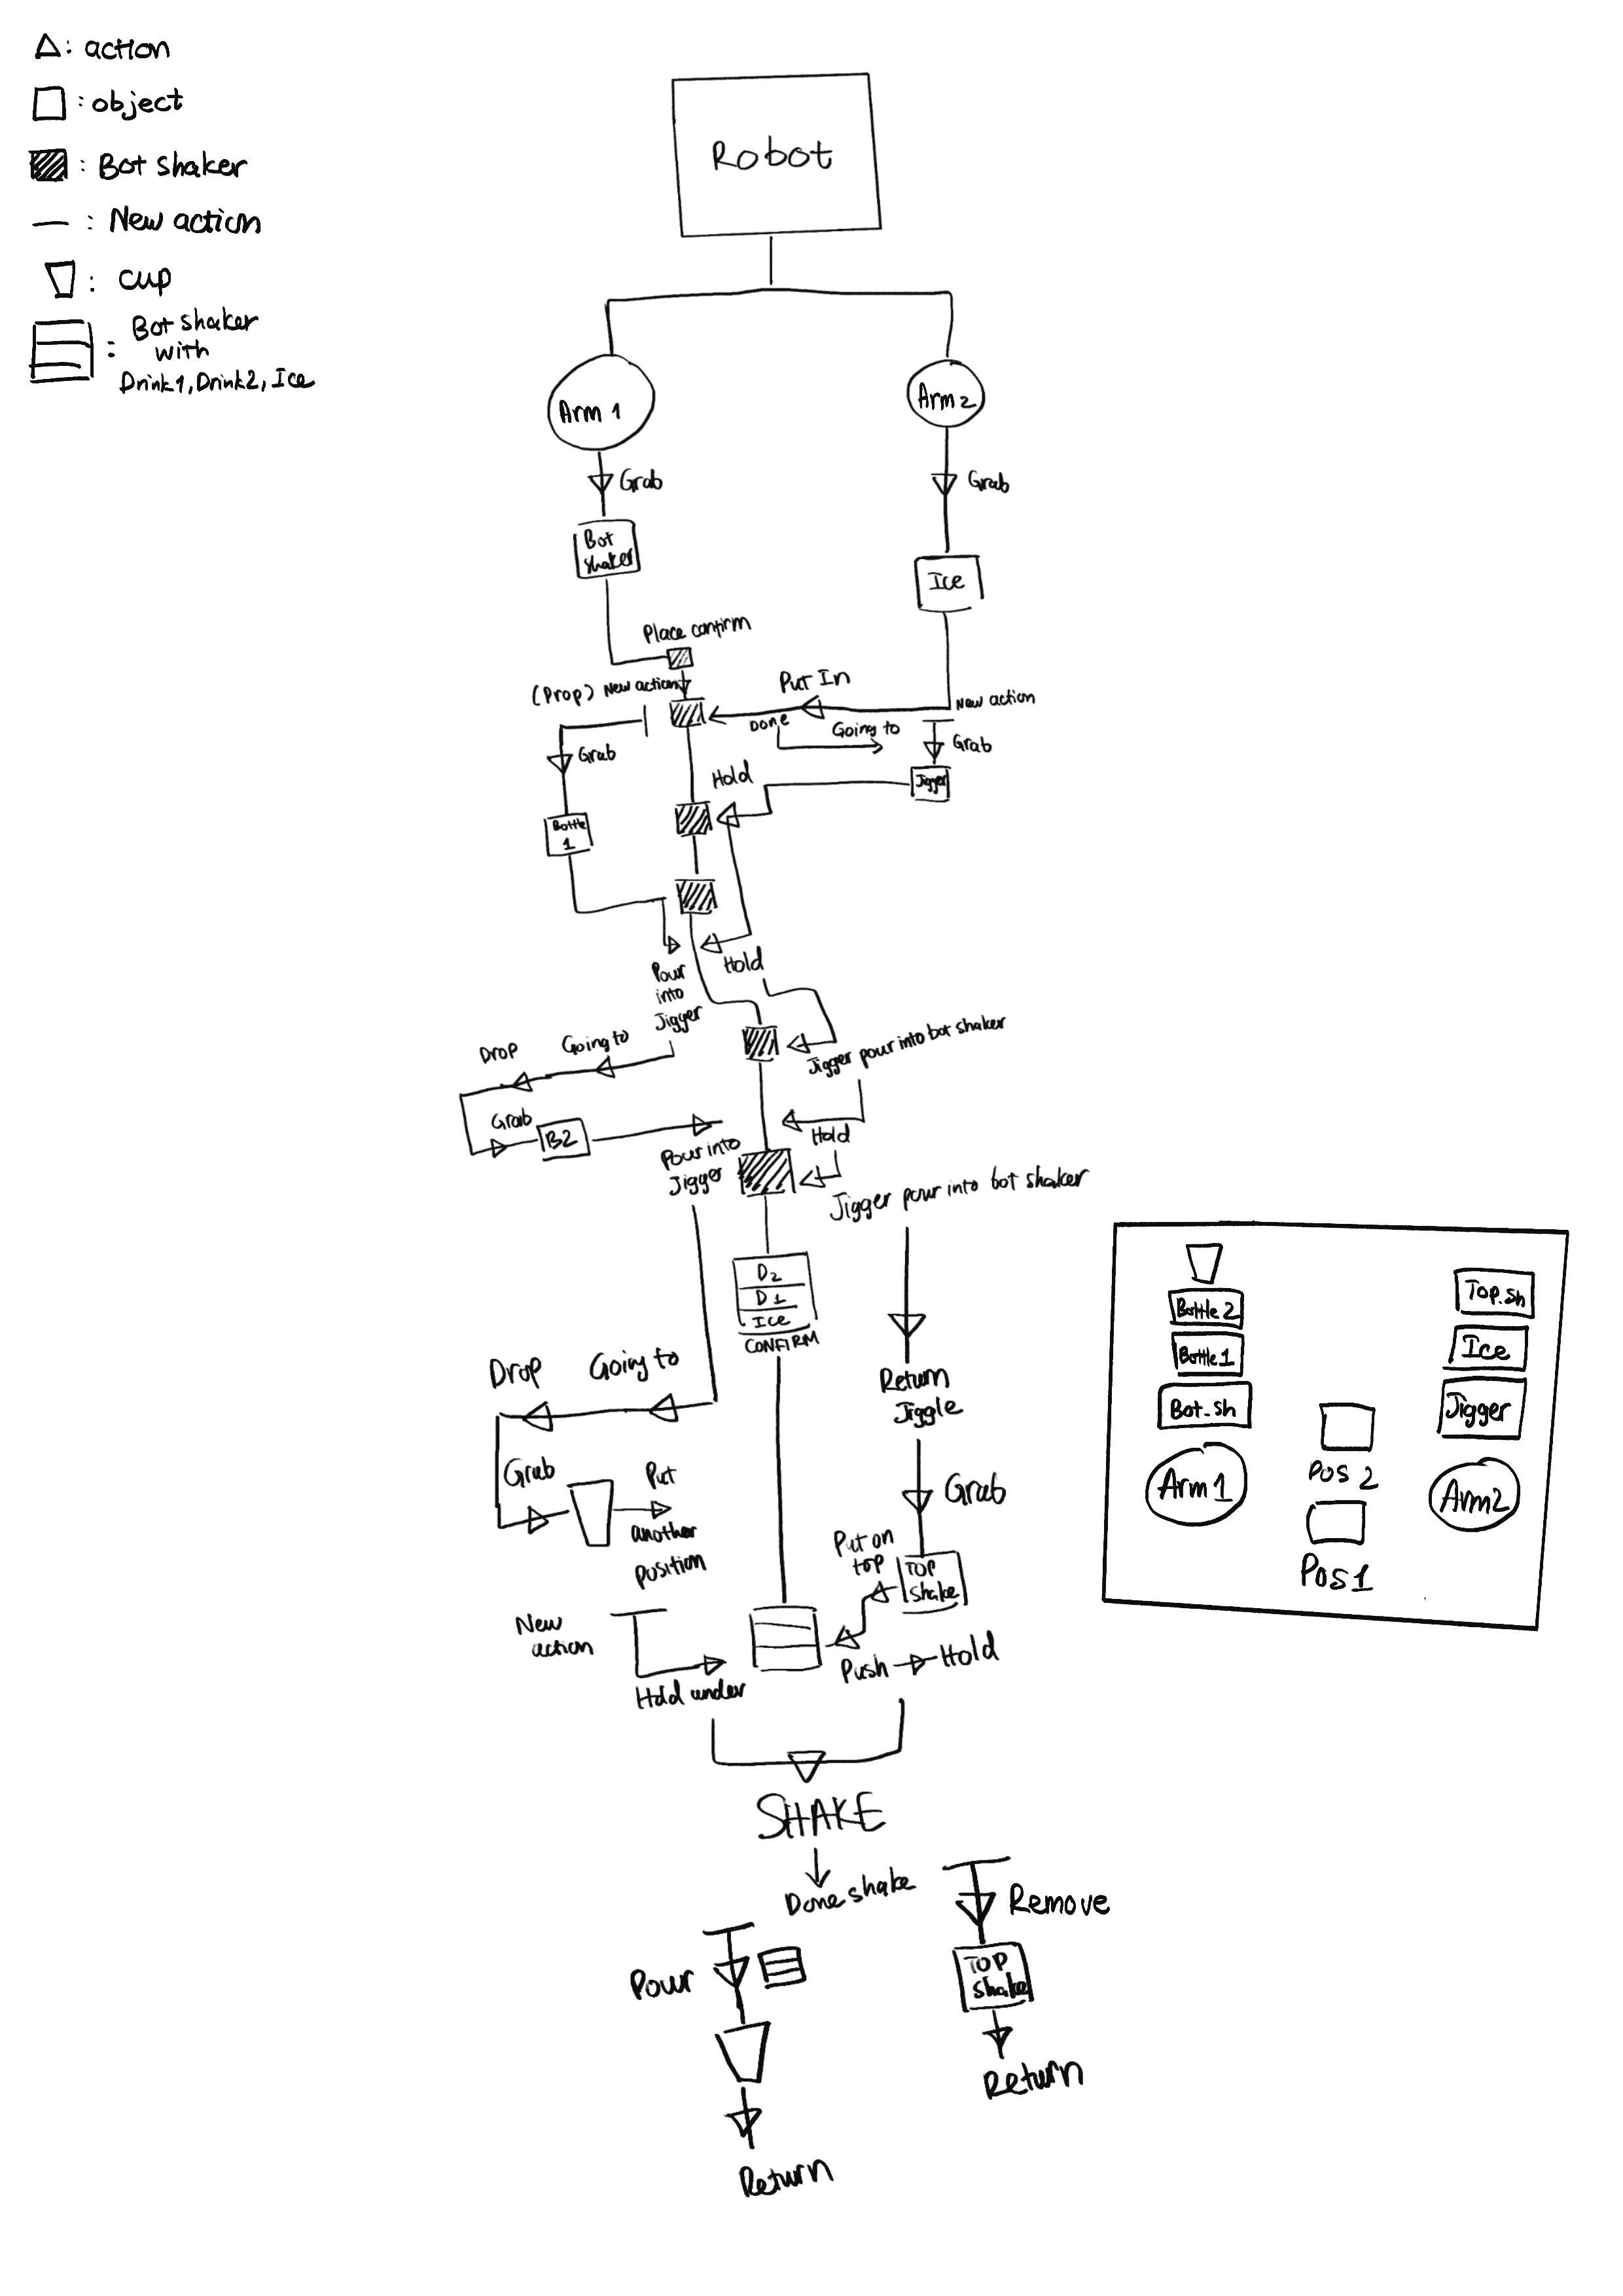 Δ: action
: object
: Bot shaker
— : New action
: cup
: Bot shaker
with
Drink1, Drink2, Ice
Robot
Arm 1
Arm 2
Grab
Grab
Bot
shaker
Ice
Place confirm
(Prop) New action
Put In
New action
Done
Going to
Grab
Grab
Hold
Jigger
Bottle
1
Hold
Pour
into
Jigger
Going to
Drop
Jigger pour into bot shaker
Grab
B2
Hold
Pour into
Jigger
Jigger pour into bot shaker
D2
D1
Ice
CONFIRM
Drop
Going to
Return
Jiggle
Grab
Put
another
position
Grab
Put on
top
TOP
shake
New
action
Hold under
Push
Hold
SHAKE
Done shake
Remove
Pour
TOP
shake
Return
Return
Bottle 2
Bottle 1
Bot-sh
Arm 1
Top.sh
Ice
Jigger
Arm2
POS 2
POS 1